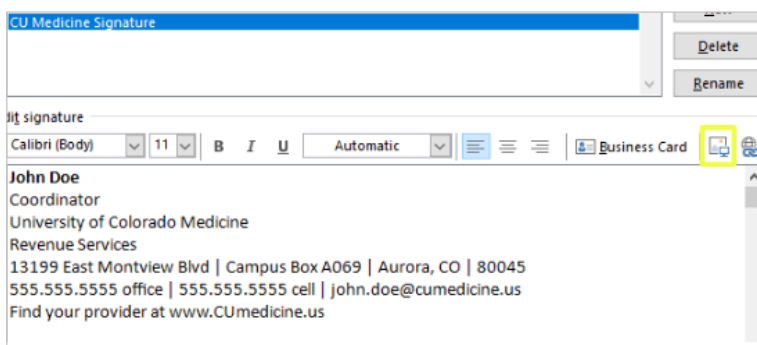 CU Medicine Signature
Delete
Rename
dit signature
Calibri (Body) 11 B I U Automatic Business Card
John Doe
Coordinator
University of Colorado Medicine
Revenue Services
13199 East Montview Blvd | Campus Box A069 | Aurora, CO | 80045
555.555.5555 office | 555.555.5555 cell | john.doe@cumedicine.us
Find your provider at www.CUmedicine.us